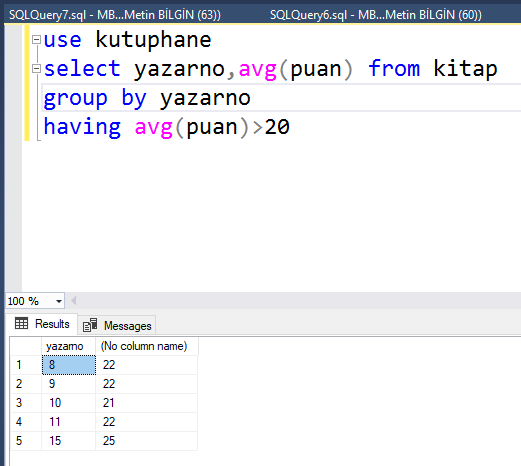 SQLQuery7.sql - MB...Metin BİLGİN (63)) SQLQuery6.sql - MB...Metin BİLGİN (60))
use kutuphane
select yazarno,avg(puan) from kitap
group by yazarno
having avg(puan)>20
100 %
Results Messages
yazarno (No column name)
1 8 22
2 9 22
3 10 21
4 11 22
5 15 25